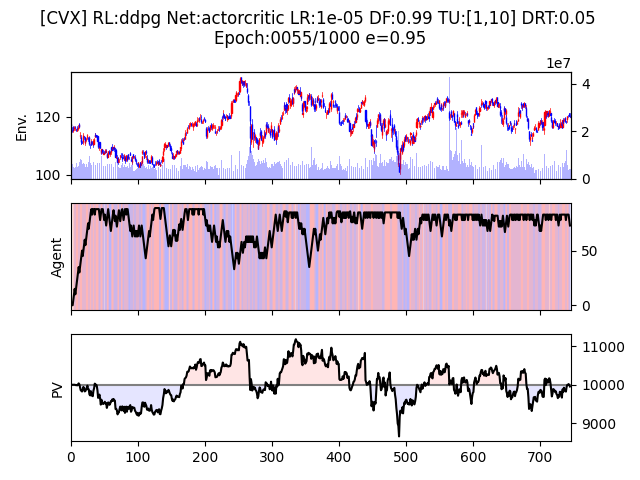 [CVX] RL:ddpg Net:actorcritic LR:1e-05 DF:0.99 TU:[1,10] DRT:0.05
Epoch:0055/1000 e=0.95
1e7
Env.
120
100
4
2
0
Agent
50
0
PV
11000
10000
9000
0 100 200 300 400 500 600 700